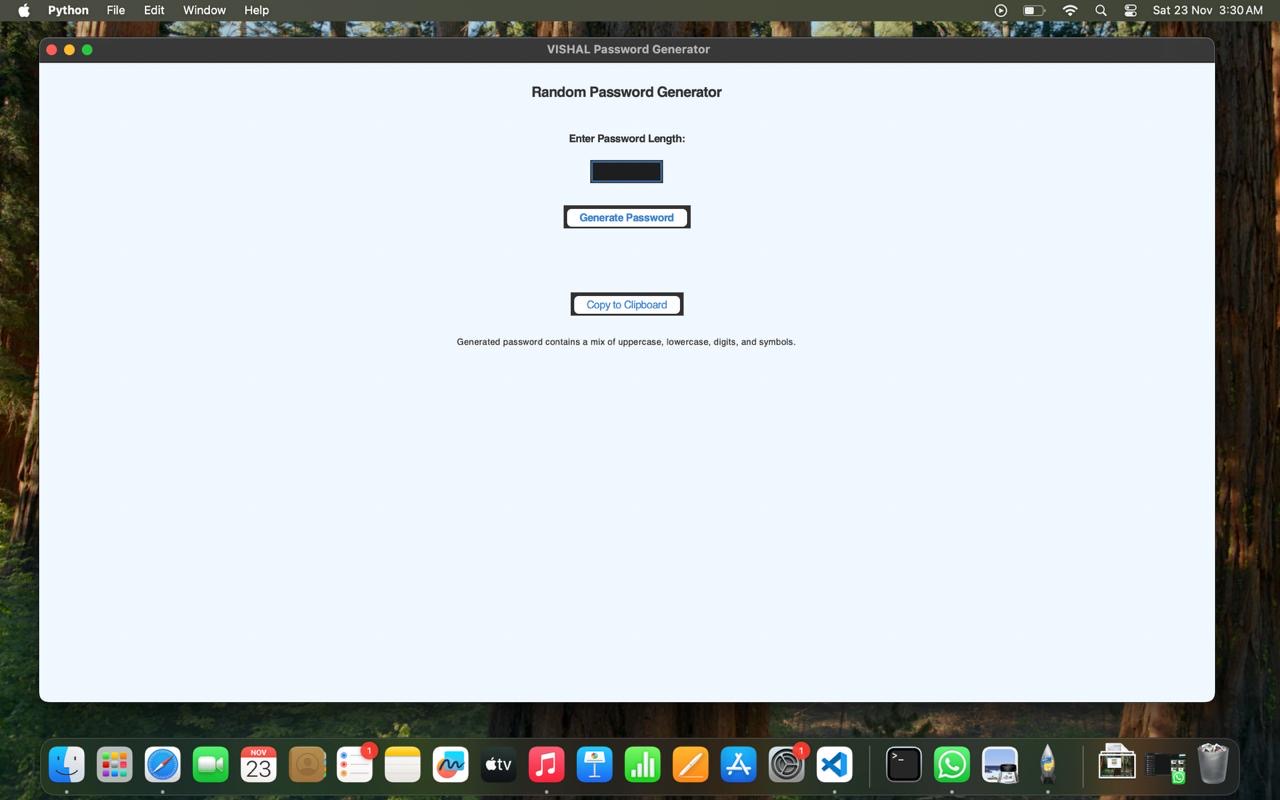 Python File Edit Window Help Sat 23 Nov 3:30 AM
VISHAL Password Generator
Random Password Generator
Enter Password Length:
Generate Password
Copy to Clipboard
Generated password contains a mix of uppercase, lowercase, digits, and symbols.
NOV
23
1
tv
1
>_